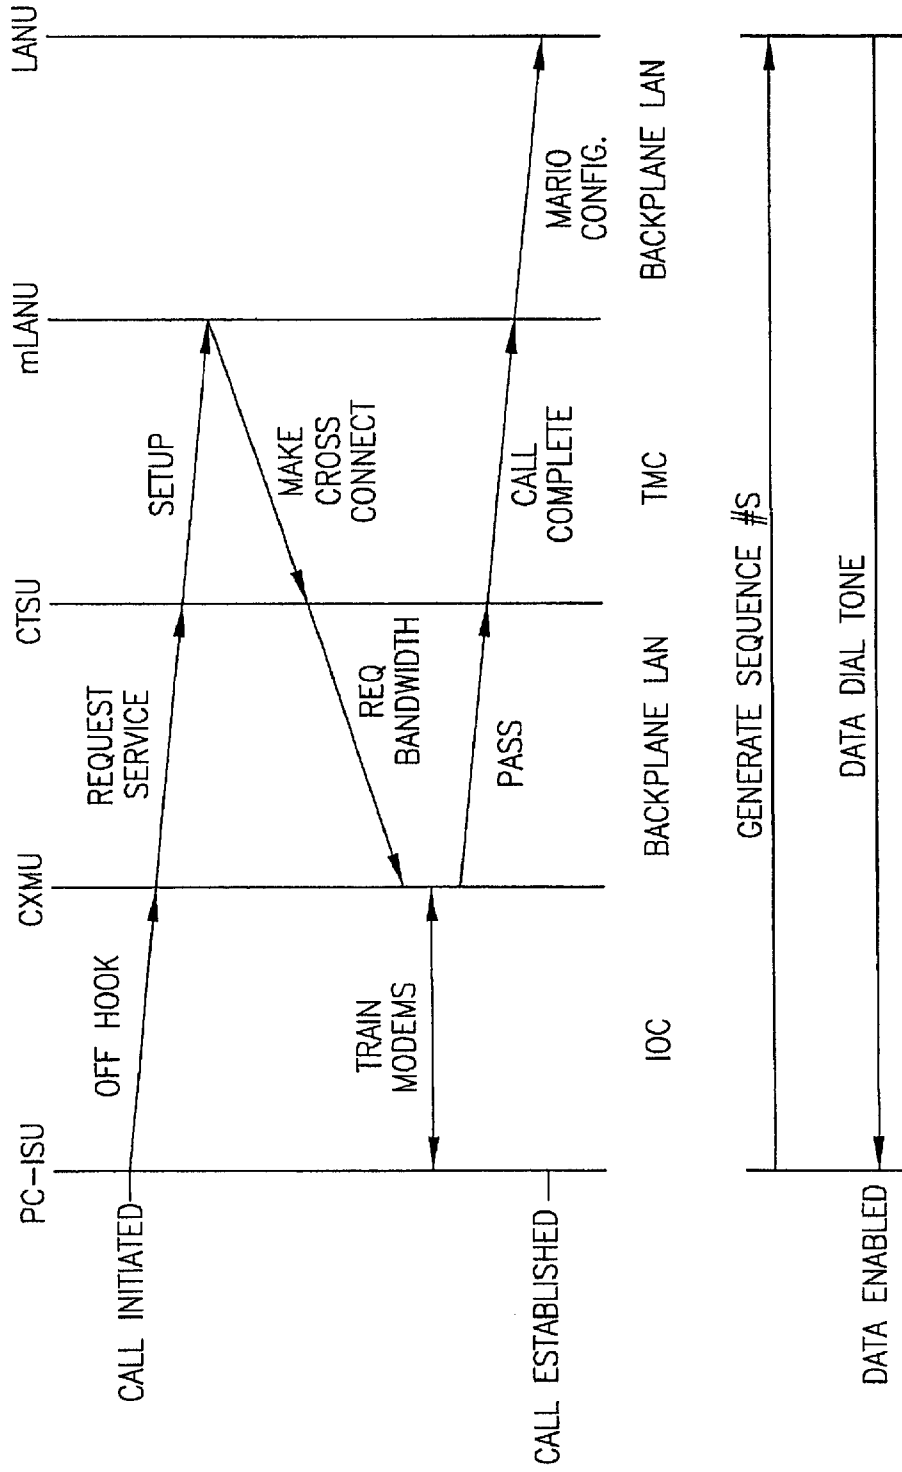 PC-ISU
CXMU
CTSU
mLANU
LANU
CALL INITIATED
OFF HOOK
REQUEST
SERVICE
SETUP
MAKE
CROSS
CONNECT
REQ
BANDWIDTH
TRAIN
MODEMS
PASS
CALL
COMPLETE
MARIO
CONFIG.
CALL ESTABLISHED
IOC
BACKPLANE LAN
TMC
BACKPLANE LAN
GENERATE SEQUENCE #S
DATA DIAL TONE
DATA ENABLED